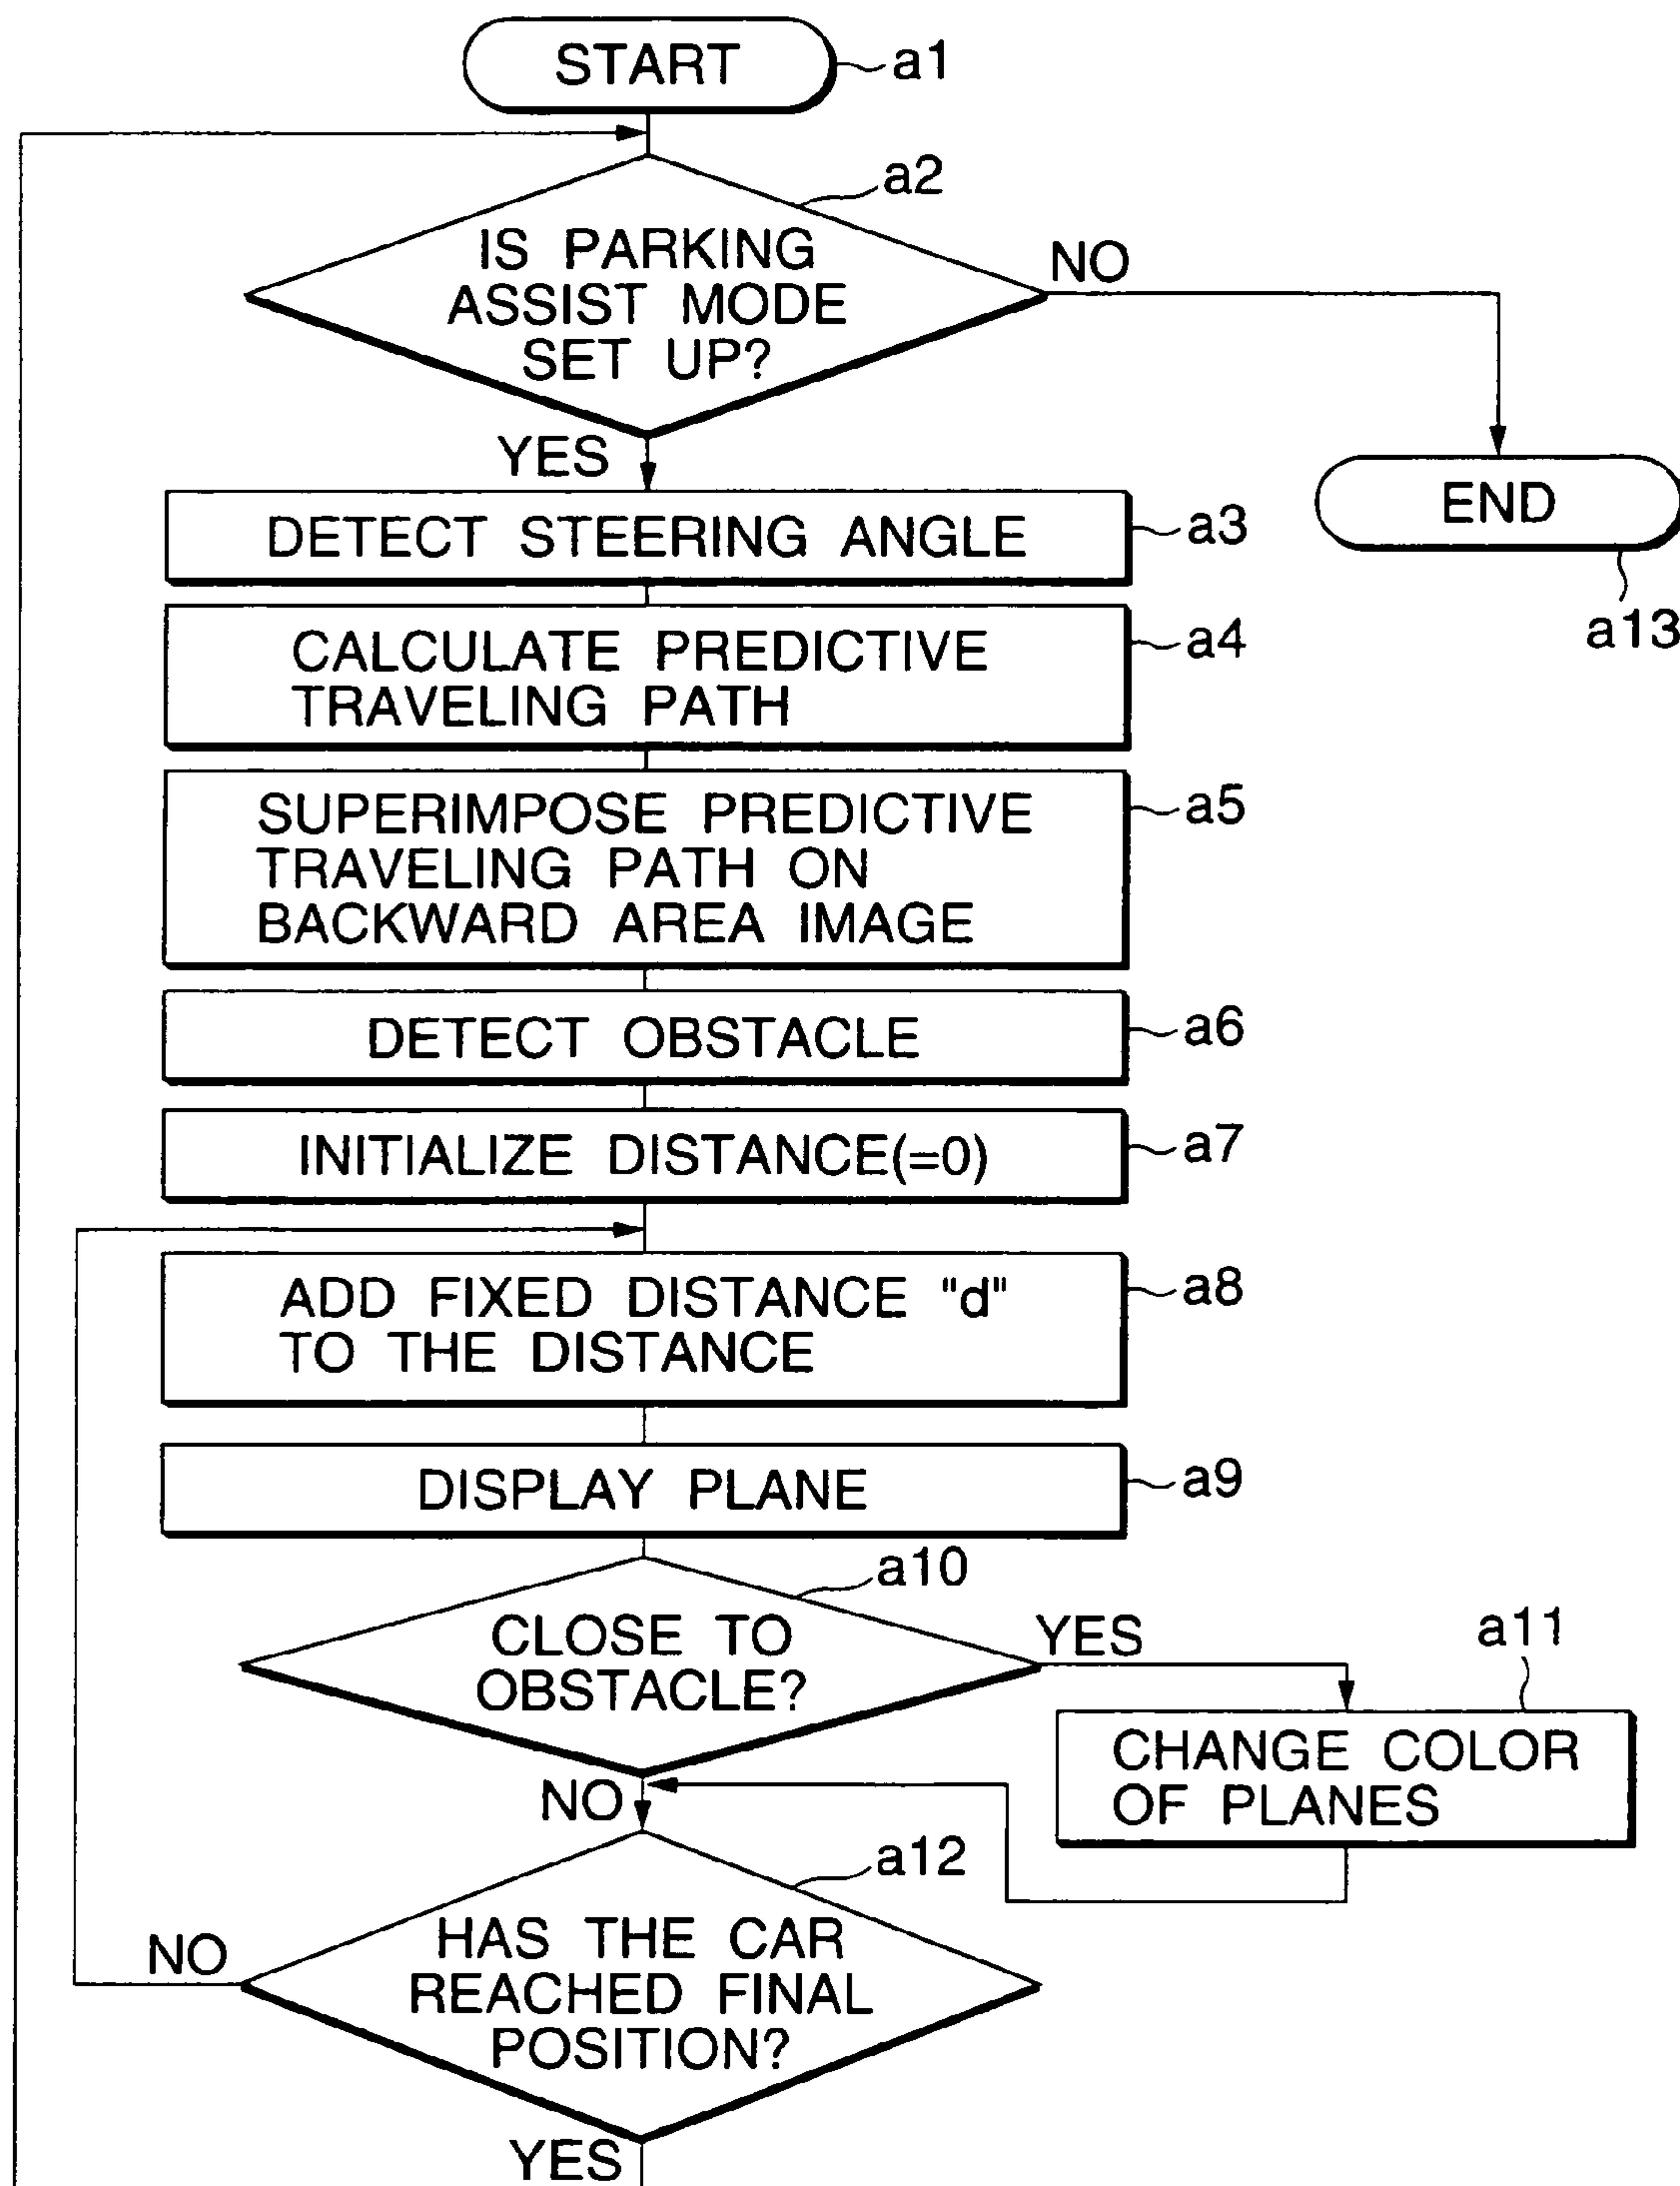 START
a1
a2
IS PARKING
ASSIST MODE
SET UP?
NO
YES
END
a13
DETECT STEERING ANGLE
a3
CALCULATE PREDICTIVE
TRAVELING PATH
a4
SUPERIMPOSE PREDICTIVE
TRAVELING PATH ON
BACKWARD AREA IMAGE
a5
DETECT OBSTACLE
a6
INITIALIZE DISTANCE(=0)
a7
ADD FIXED DISTANCE "d"
TO THE DISTANCE
a8
DISPLAY PLANE
a9
a10
CLOSE TO
OBSTACLE?
YES
a11
CHANGE COLOR
OF PLANES
NO
a12
HAS THE CAR
REACHED FINAL
POSITION?
NO
YES